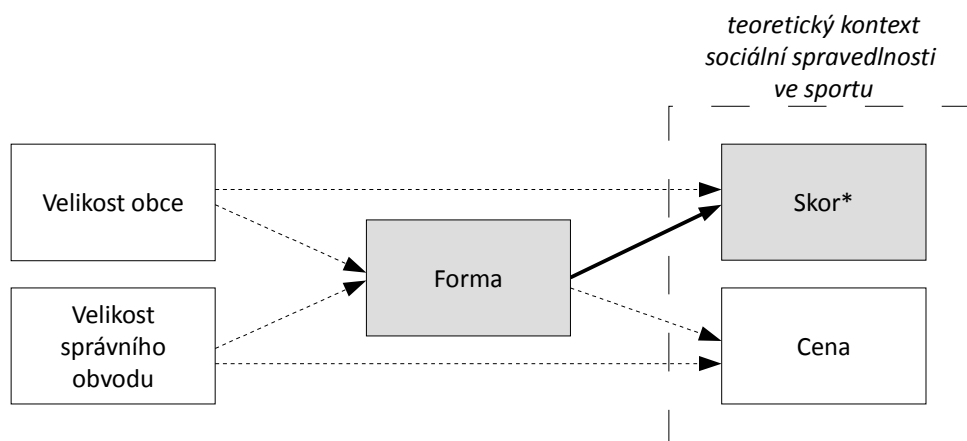 teoretický kontext
sociální spravedlnosti
ve sportu
Velikost obce
Skor*
Forma
Velikost
správního
obvodu
Cena